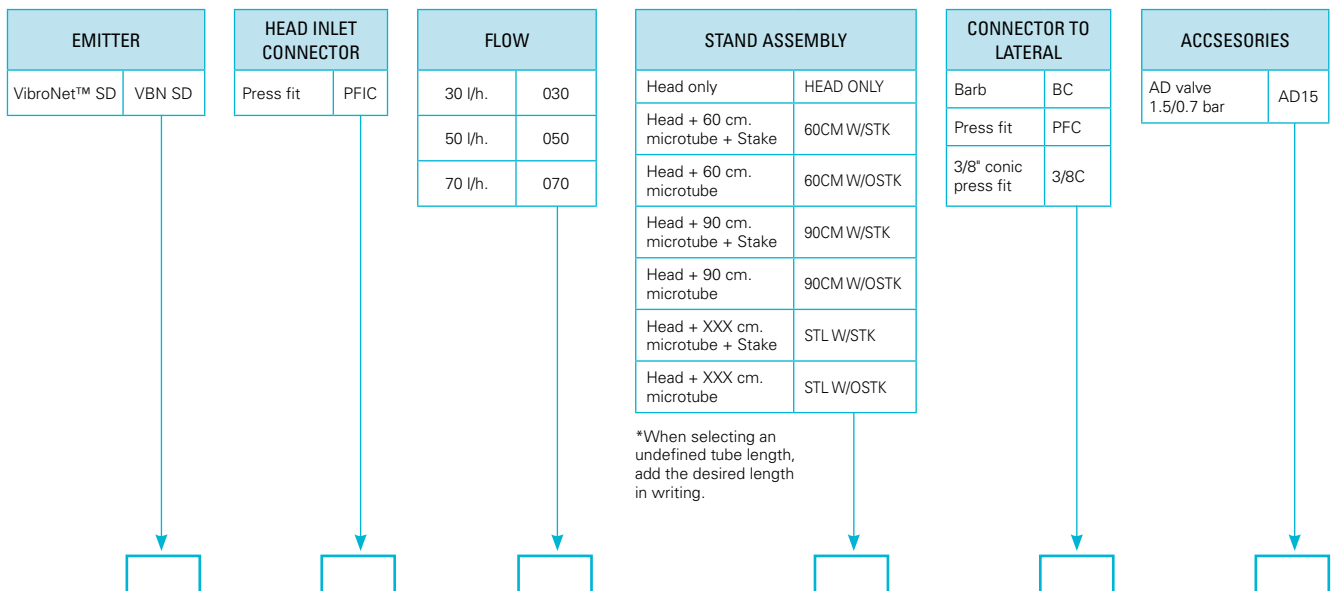 EMITTER
VibroNet™ SD VBN SD
HEAD INLET
CONNECTOR
Press fit PFIC
FLOW
30 l/h. 030
50 l/h. 050
70 l/h. 070
STAND ASSEMBLY
Head only HEAD ONLY
Head + 60 cm.
microtube + Stake 60CM W/STK
Head + 60 cm.
microtube 60CM W/OSTK
Head + 90 cm.
microtube + Stake 90CM W/STK
Head + 90 cm.
microtube 90CM W/OSTK
Head + XXX cm.
microtube + Stake STL W/STK
Head + XXX cm.
microtube STL W/OSTK
*When selecting an
undefined tube length,
add the desired length
in writing.
CONNECTOR TO
LATERAL
Barb BC
Press fit PFC
3/8" conic
press fit 3/8C
ACCSESORIES
AD valve
1.5/0.7 bar AD15